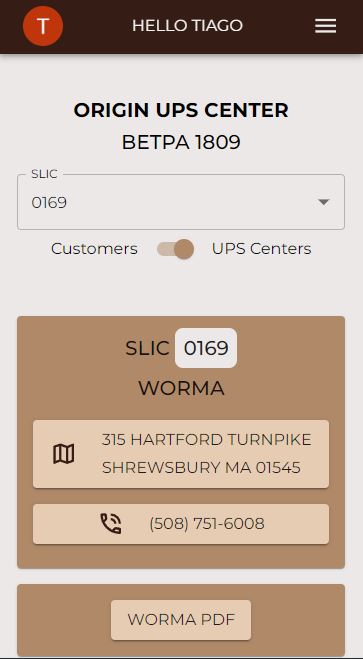 T
HELLO TIAGO
ORIGIN UPS CENTER
BETPA 1809
SLIC
0169
Customers
UPS Centers
SLIC 0169
WORMA
315 HARTFORD TURNPIKE
SHREWSBURY MA 01545
(508) 751-6008
WORMA PDF